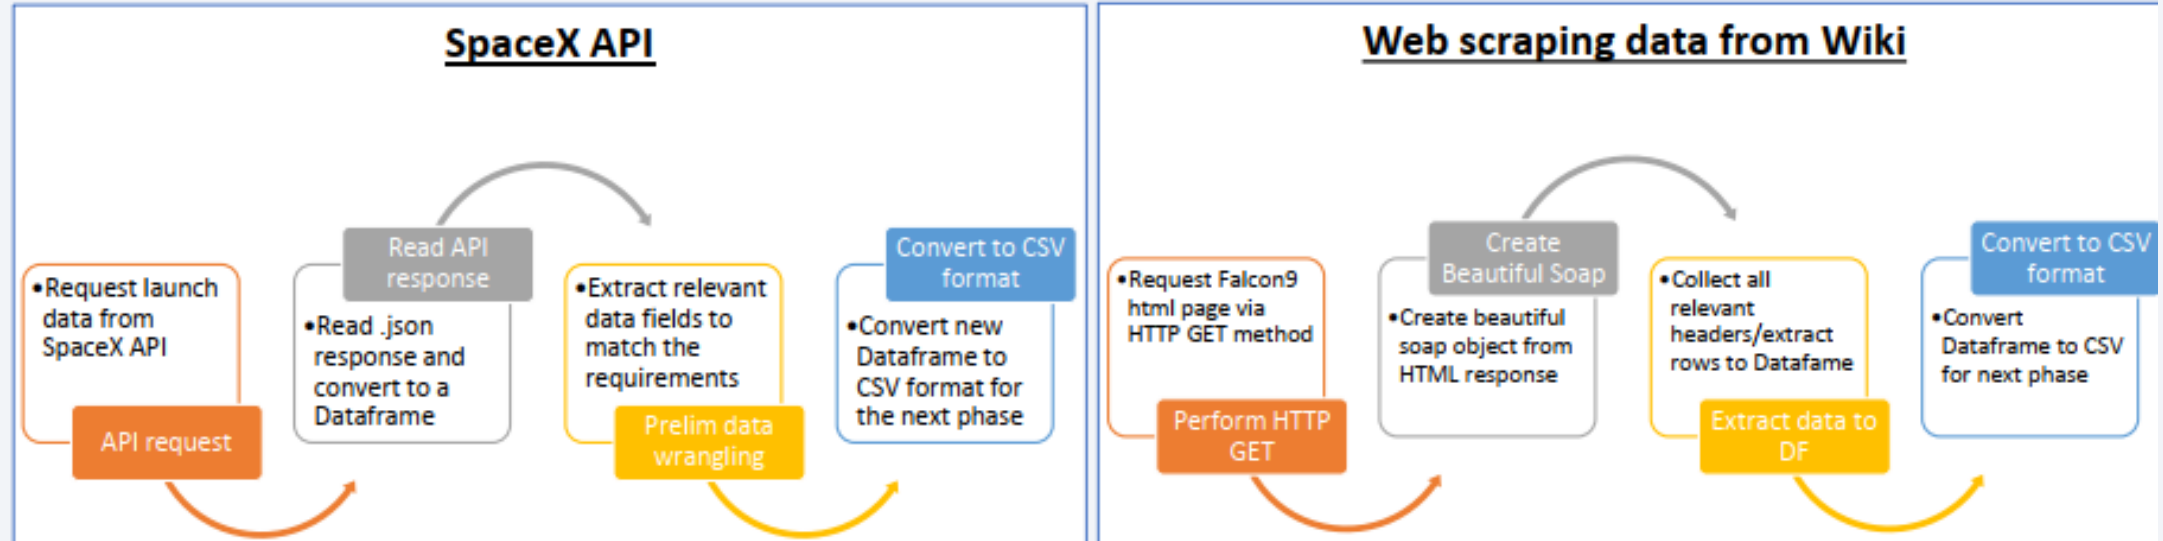 SpaceX API
•Request launch
data from
SpaceX API
API request
Read API
response
•Read .json
response and
convert to a
Dataframe
•Extract relevant
data fields to
match the
requirements
Prelim data
wrangling
Convert to CSV
format
•Convert new
Dataframe to
CSV format for
the next phase
Web scraping data from Wiki
•Request Falcon9
html page via
HTTP GET method
Perform HTTP
GET
Create
Beautiful Soap
•Create beautiful
soap object from
HTML response
•Collect all
relevant
headers/extract
rows to Datafame
Extract data to
DF
Convert to CSV
format
•Convert
Dataframe to CSV
for next phase